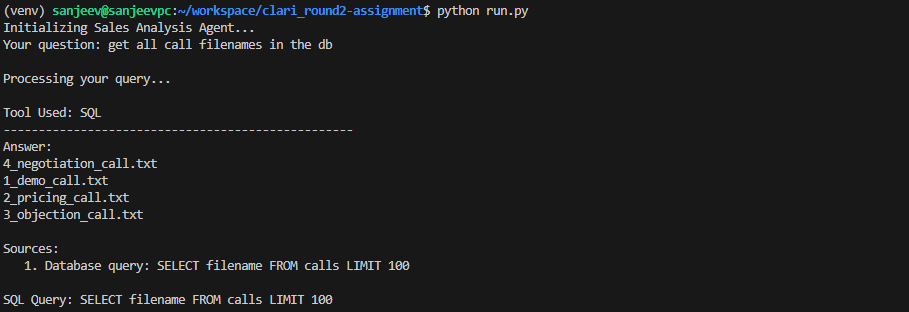 (venv) sanjeev@sanjeevpc:~/workspace/clari_round2-assignment$ python run.py
Initializing Sales Analysis Agent...
Your question: get all call filenames in the db
Processing your query...
Tool Used: SQL
--------------------------------------------------
Answer:
4_negotiation_call.txt
1_demo_call.txt
2_pricing_call.txt
3_objection_call.txt
Sources:
1. Database query: SELECT filename FROM calls LIMIT 100
SQL Query: SELECT filename FROM calls LIMIT 100